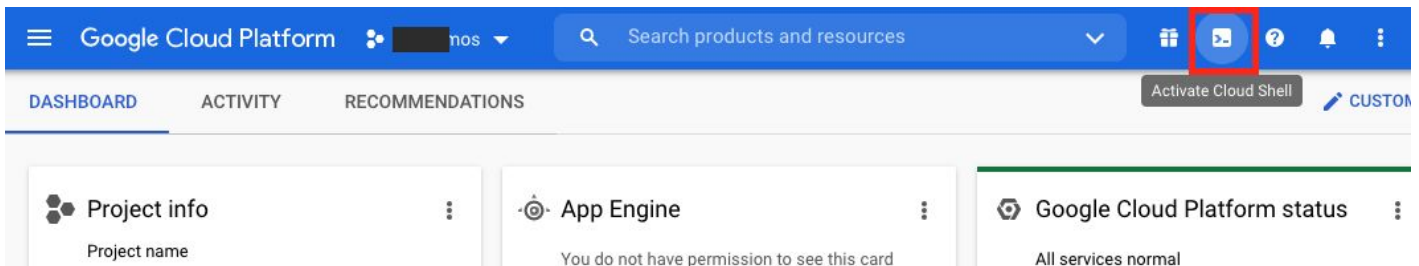 Google Cloud Platform mos Search products and resources
Activate Cloud Shell
DASHBOARD ACTIVITY RECOMMENDATIONS
Project info App Engine Google Cloud Platform status
Project name You do not have permission to see this card All services normal